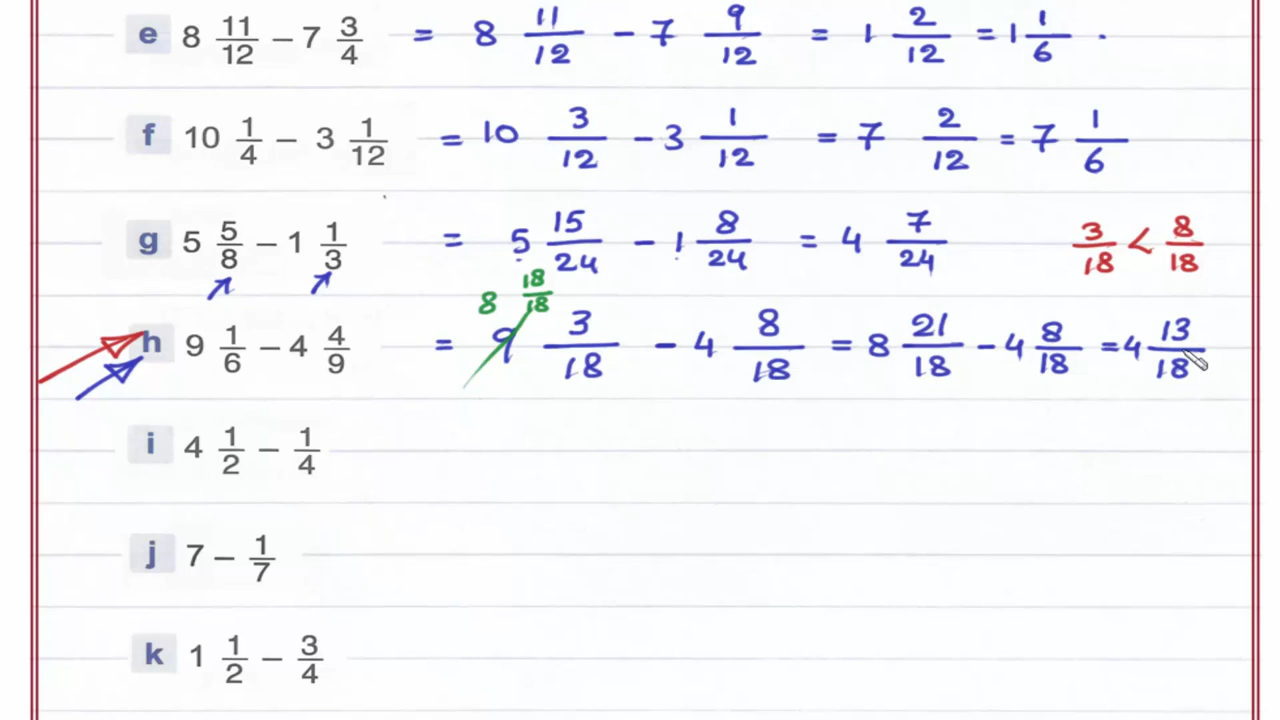 e 8 11/12 – 7 3/4 = 8 11/12 – 7 9/12 = 1 2/12 = 1 1/6 .
f 10 1/4 – 3 1/12 = 10 3/12 – 3 1/12 = 7 2/12 = 7 1/6
g 5 5/8 – 1 1/3 = 5 15/24 – 1 8/24 = 4 7/24 3/18 < 8/18
8 18/18
h 9 1/6 – 4 4/9 = 9 3/18 – 4 8/18 = 8 21/18 – 4 8/18 = 4 13/18
i 4 1/2 – 1/4
j 7 – 1/7
k 1 1/2 – 3/4